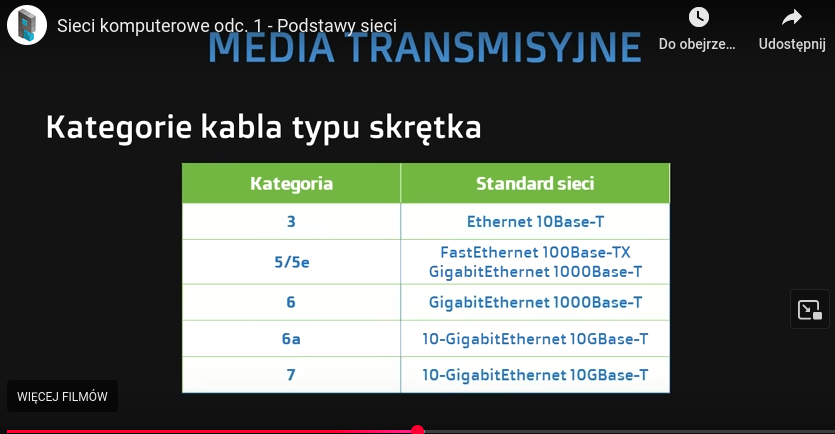 Sieci komputerowe odc. 1 - Podstawy sieci
Do obejrze...
Udostępnij
MEDIA TRANSMISYJNE
Kategorie kabla typu skrętka
Kategoria Standard sieci
3 Ethernet 10Base-T
5/5e FastEthernet 100Base-TX
GigabitEthernet 1000Base-T
6 GigabitEthernet 1000Base-T
6a 10-GigabitEthernet 10GBase-T
7 10-GigabitEthernet 10GBase-T
WIĘCEJ FILMÓW